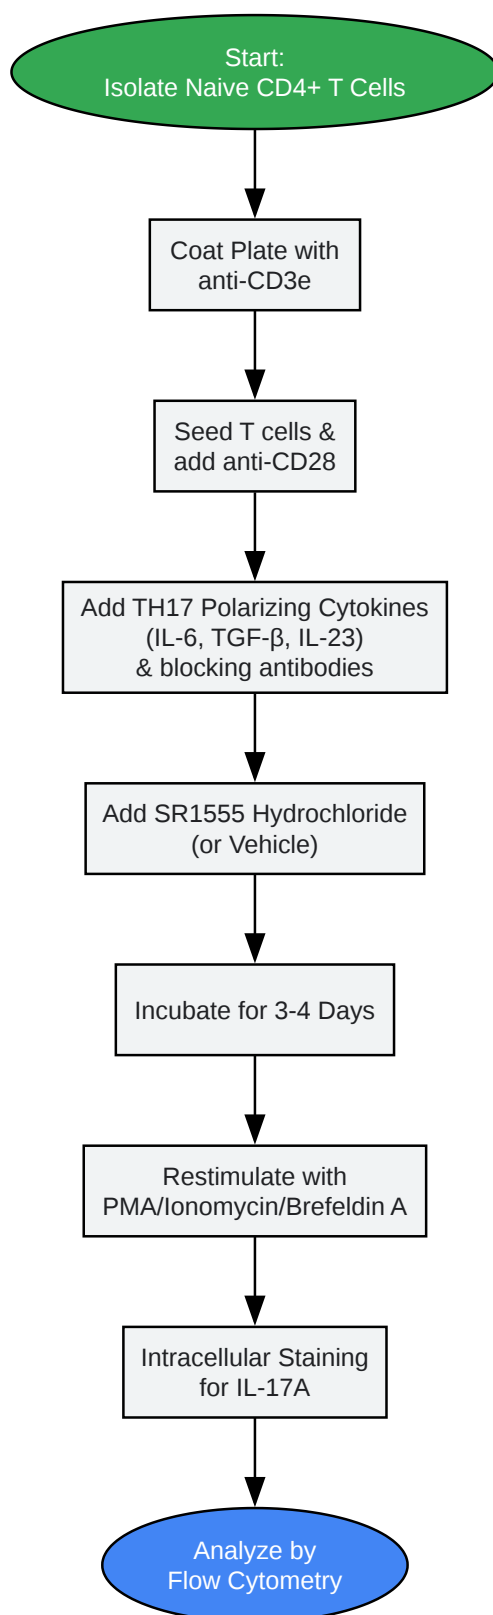 Start:
Isolate Naive CD4+ T Cells
Coat Plate with
anti-CD3e
Seed T cells &
add anti-CD28
Add TH17 Polarizing Cytokines
(IL-6, TGF-β, IL-23)
& blocking antibodies
Add SR1555 Hydrochloride
(or Vehicle)
Incubate for 3-4 Days
Restimulate with
PMA/Ionomycin/Brefeldin A
Intracellular Staining
for IL-17A
Analyze by
Flow Cytometry